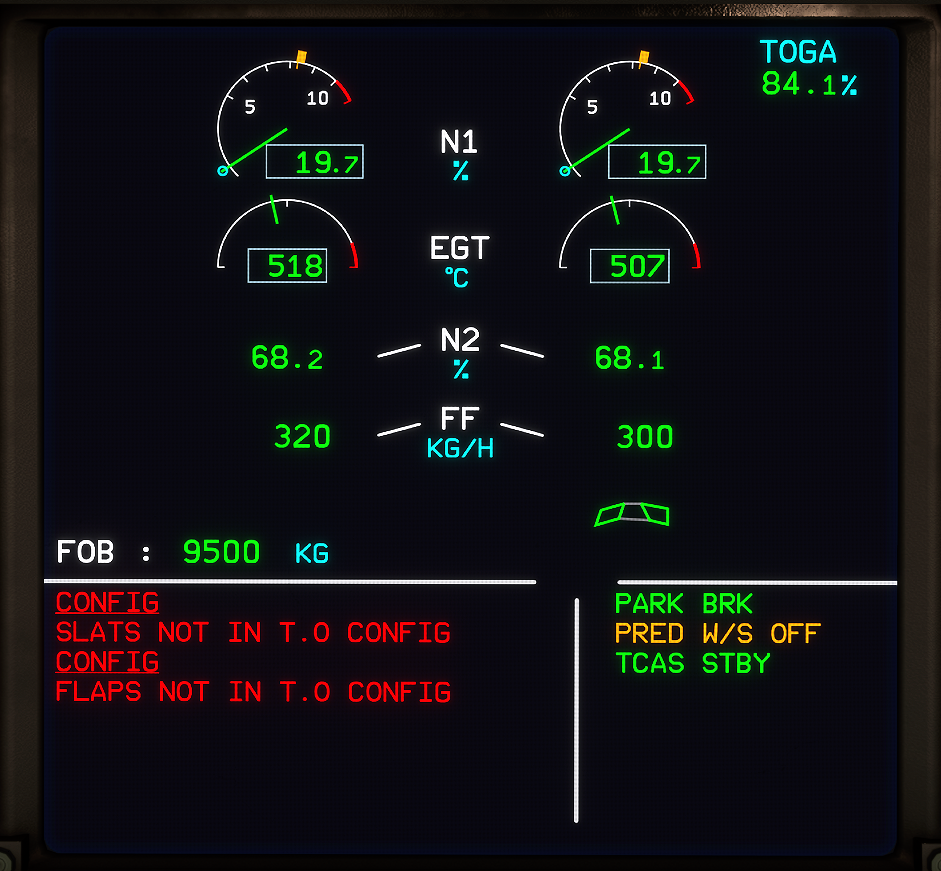 TOGA
84.1%
5 10
5 10
N1
%
19.7
19.7
EGT
°C
518
507
N2
%
68.2
68.1
FF
KG/H
320
300
FOB : 9500 KG
CONFIG
SLATS NOT IN T.O CONFIG
CONFIG
FLAPS NOT IN T.O CONFIG
PARK BRK
PRED W/S OFF
TCAS STBY